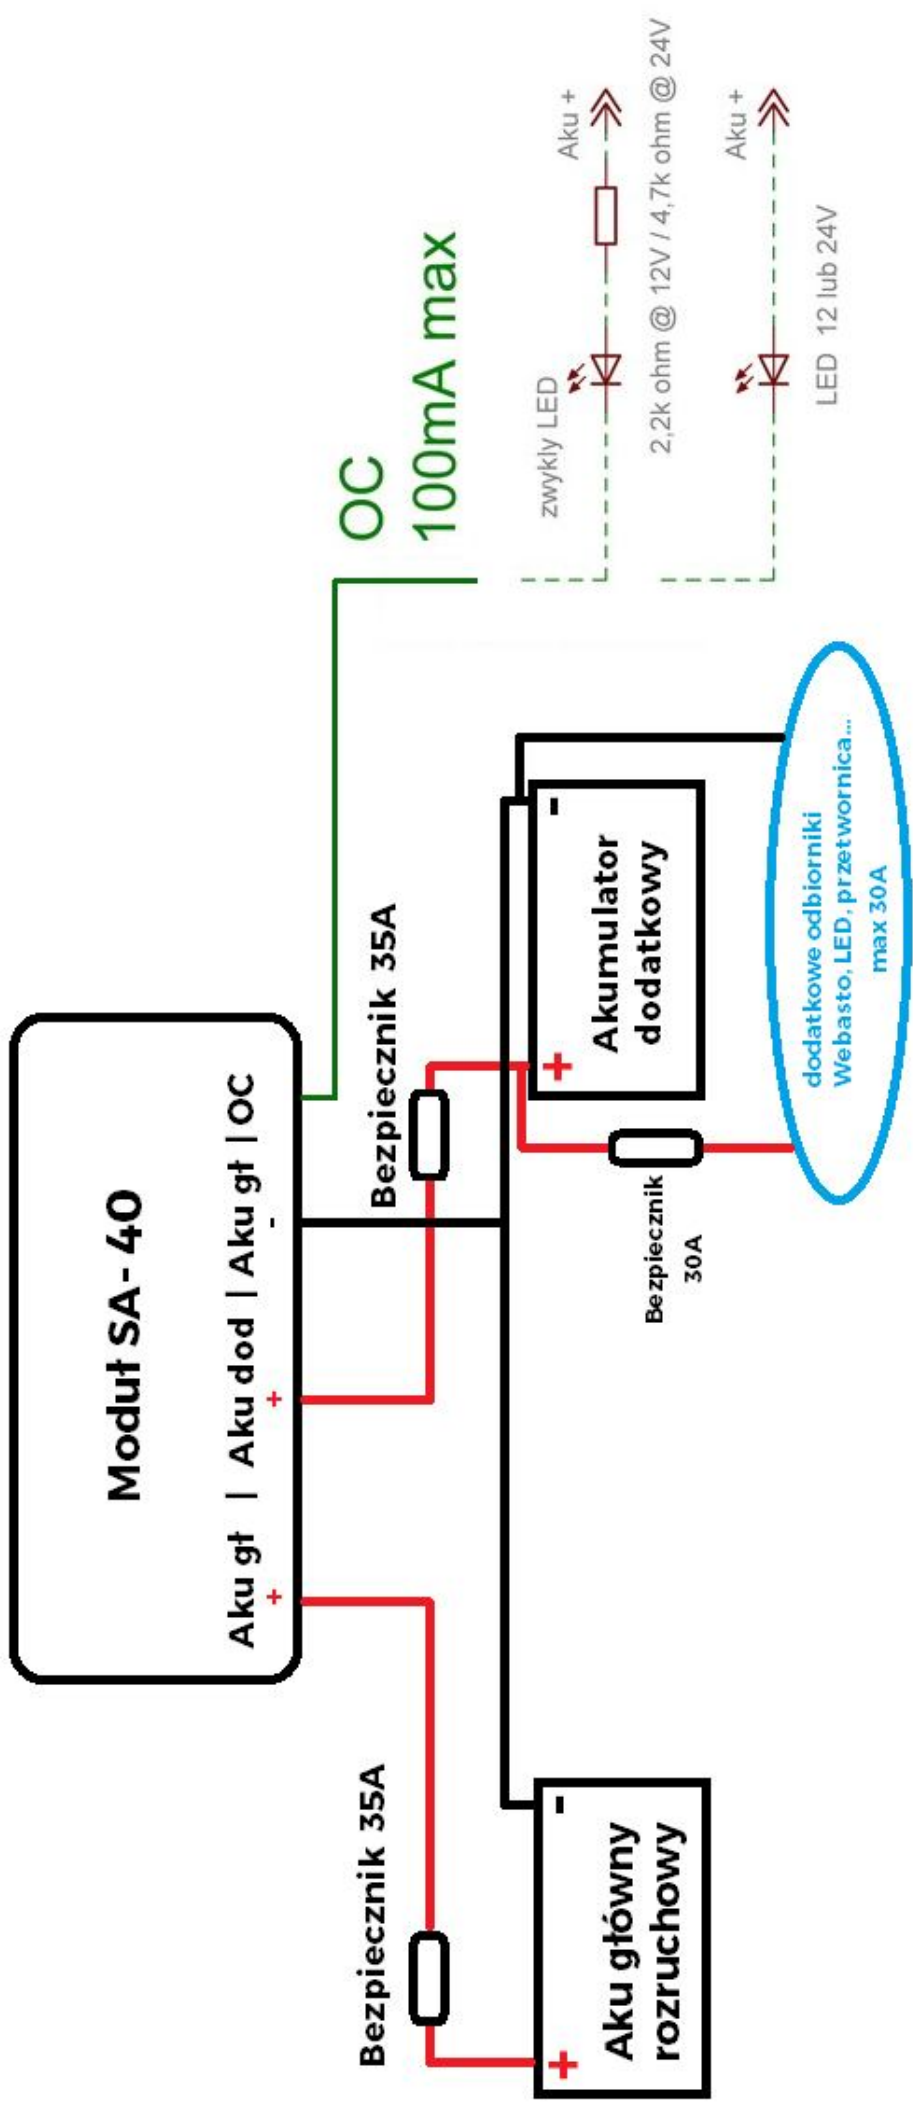 Moduł SA- 40
Aku gł | Aku dod | Aku gł | OC
+ + -
Bezpiecznik 35A
Bezpiecznik 35A
OC
100mA max
Aku główny
rozruchowy
+ -
Akumulator
dodatkowy
+ -
Bezpiecznik
30A
dodatkowe odbiorniki
Webasto, LED, przetwornica...
max 30A
zwykly LED
Aku +
2,2k ohm @ 12V / 4,7k ohm @ 24V
Aku +
LED 12 lub 24V